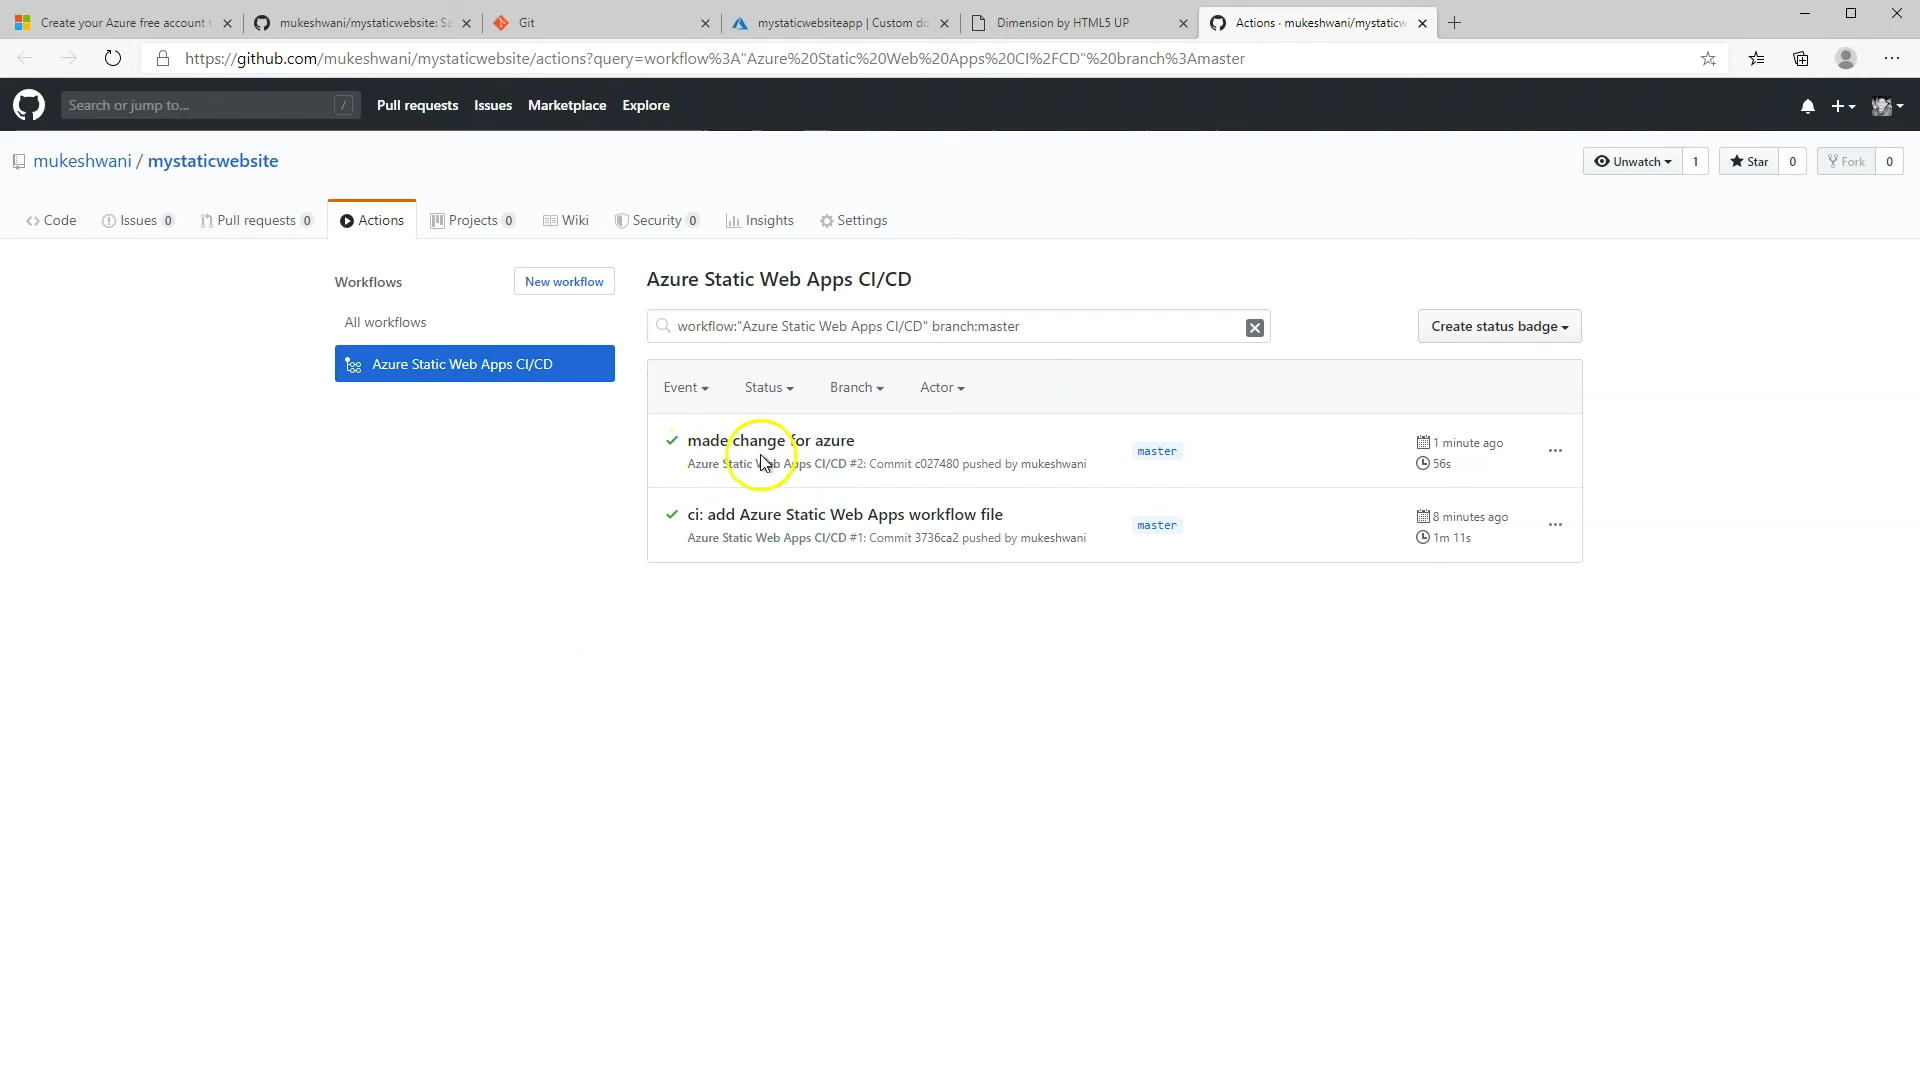 Create your Azure free account t
mukeshwani/mystaticwebsite: Sa
Git
mystaticwebsiteapp | Custom do
Dimension by HTML5 UP
Actions · mukeshwani/mystaticw
https://github.com/mukeshwani/mystaticwebsite/actions?query=workflow%3A"Azure%20Static%20Web%20Apps%20CI%2FCD"%20branch%3Amaster
Search or jump to... /
Pull requests
Issues
Marketplace
Explore
mukeshwani / mystaticwebsite
Unwatch 1
Star 0
Fork 0
<> Code
Issues 0
Pull requests 0
Actions
Projects 0
Wiki
Security 0
Insights
Settings
Workflows
New workflow
All workflows
Azure Static Web Apps CI/CD
Azure Static Web Apps CI/CD
workflow:"Azure Static Web Apps CI/CD" branch:master
Create status badge
Event
Status
Branch
Actor
made change for azure
Azure Static Web Apps CI/CD #2: Commit c027480 pushed by mukeshwani
master
1 minute ago
56s
ci: add Azure Static Web Apps workflow file
Azure Static Web Apps CI/CD #1: Commit 3736ca2 pushed by mukeshwani
master
8 minutes ago
1m 11s